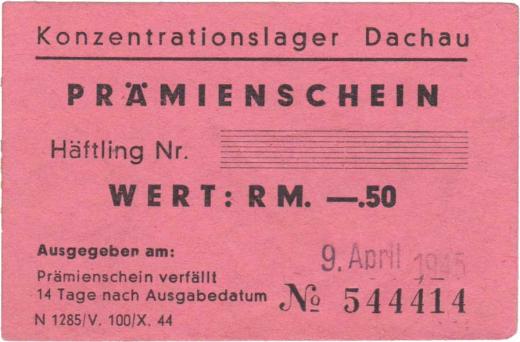 Konzentrationslager Dachau
PRÄMIENSCHEIN
Häftling Nr.
WERT: RM. —.50
Ausgegeben am: 9. April 1945
Prämienschein verfällt
14 Tage nach Ausgabedatum № 544414
N 1285/V. 100/X. 44